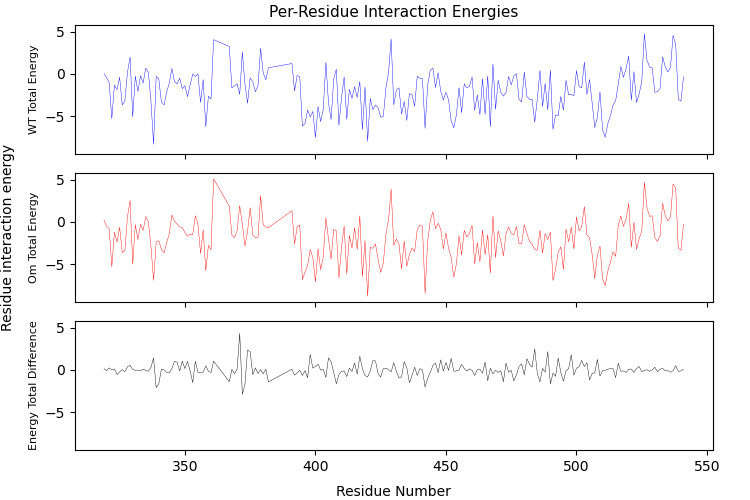 Per-Residue Interaction Energies
Residue interaction energy
WT Total Energy
5
0
−5
Om Total Energy
5
0
−5
Energy Total Difference
5
0
−5
350
400
450
500
550
Residue Number